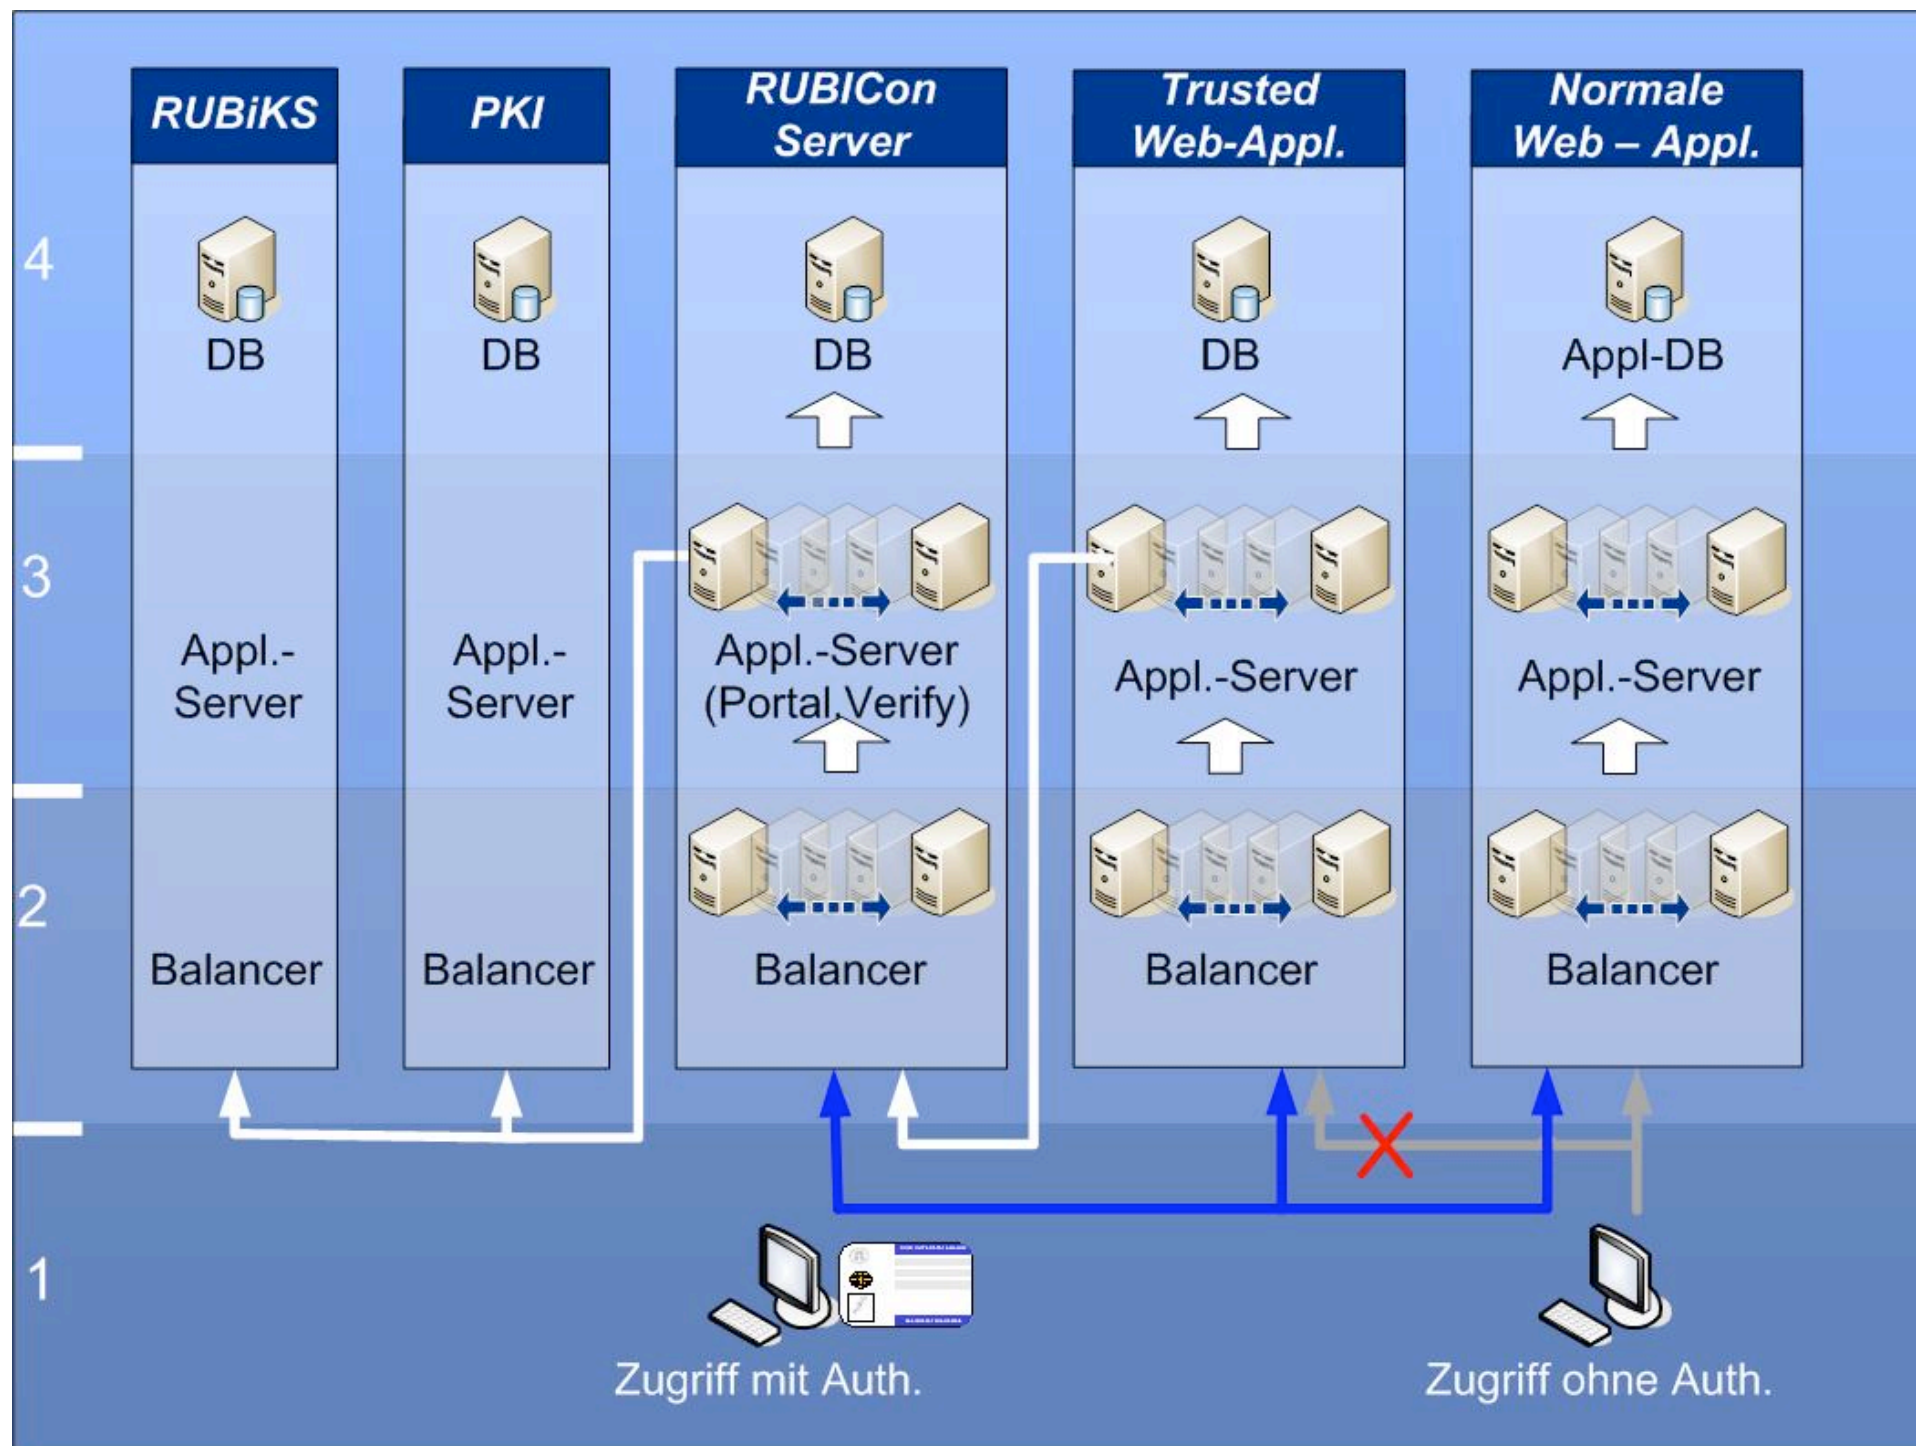 RUBiKS
PKI
RUBICon
Server
Trusted
Web-Appl.
Normale
Web – Appl.
4
DB
DB
DB
DB
Appl-DB
3
Appl.-
Server
Appl.-
Server
Appl.-Server
(Portal,Verify)
Appl.-Server
Appl.-Server
2
Balancer
Balancer
Balancer
Balancer
Balancer
1
Zugriff mit Auth.
Zugriff ohne Auth.